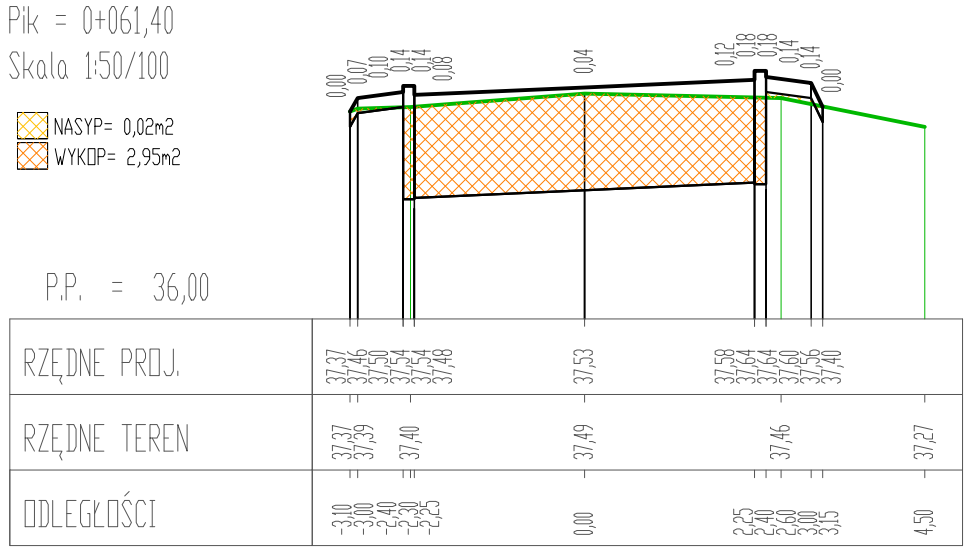 Pik = 0+061,40
Skala 1:50/100
NASYP= 0,02m2
WYKOP= 2,95m2
0,00 0,07 0,10 0,14 0,14 0,08 0,04 0,12 0,18 0,18 0,14 0,14 0,00
P.P. = 36,00
RZĘDNE PROJ. 37,37 37,46 37,50 37,54 37,54 37,48 37,53 37,58 37,64 37,64 37,60 37,56 37,40
RZĘDNE TEREN 37,37 37,39 37,40 37,49 37,46 37,27
ODLEGŁOŚCI -3,10 -3,00 -2,40 -2,30 -2,25 0,00 2,25 2,40 2,60 3,00 3,15 4,50